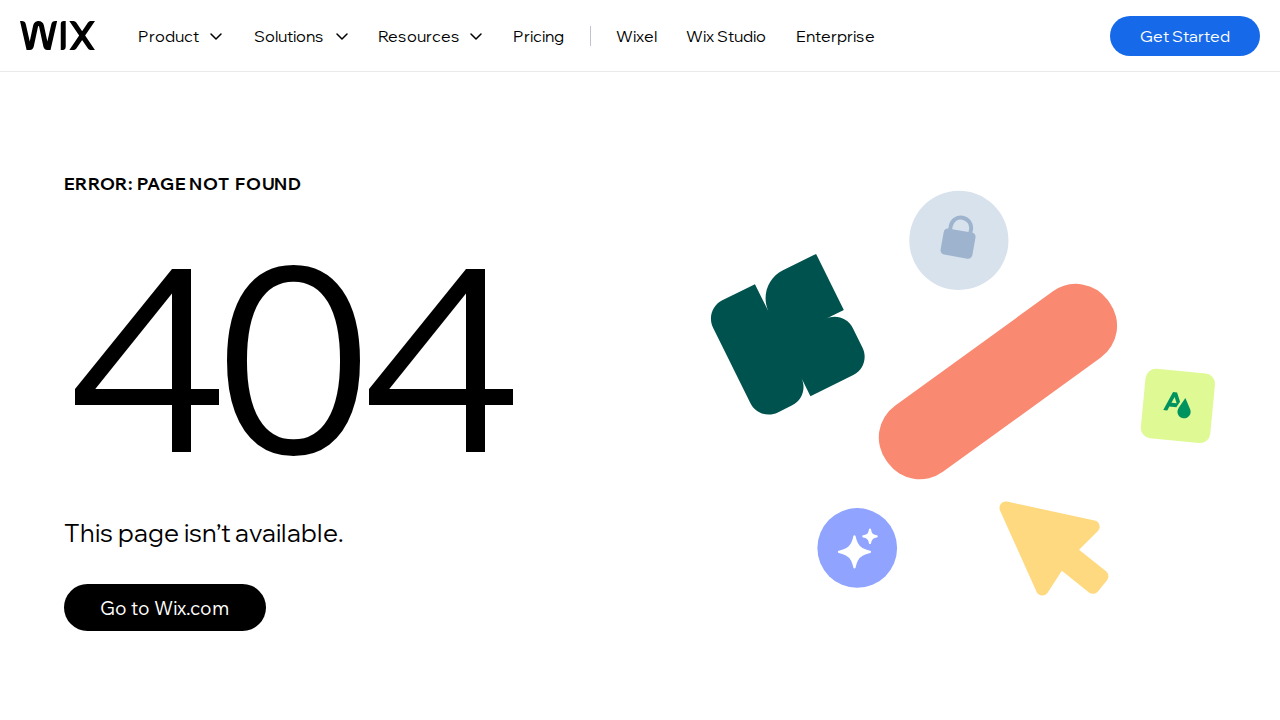 WIX
Product
Solutions
Resources
Pricing
Wixel
Wix Studio
Enterprise
Get Started
ERROR: PAGE NOT FOUND
404
This page isn't available.
Go to Wix.com
A